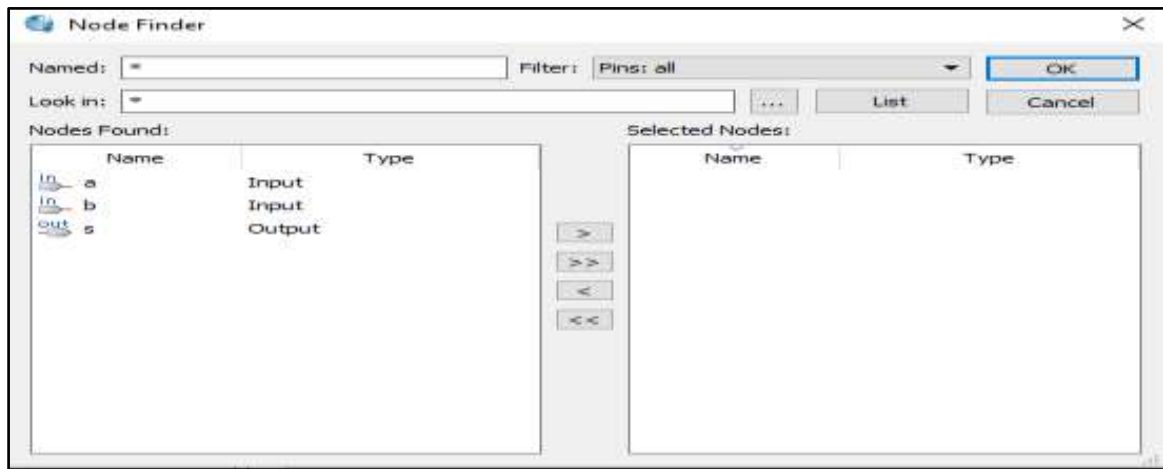 Node Finder
Named: * Filter: Pins: all OK
Look in: * ... List Cancel
Nodes Found: Selected Nodes:
Name Type Name Type
in a Input
in b Input
out s Output
>
>>
<
<<